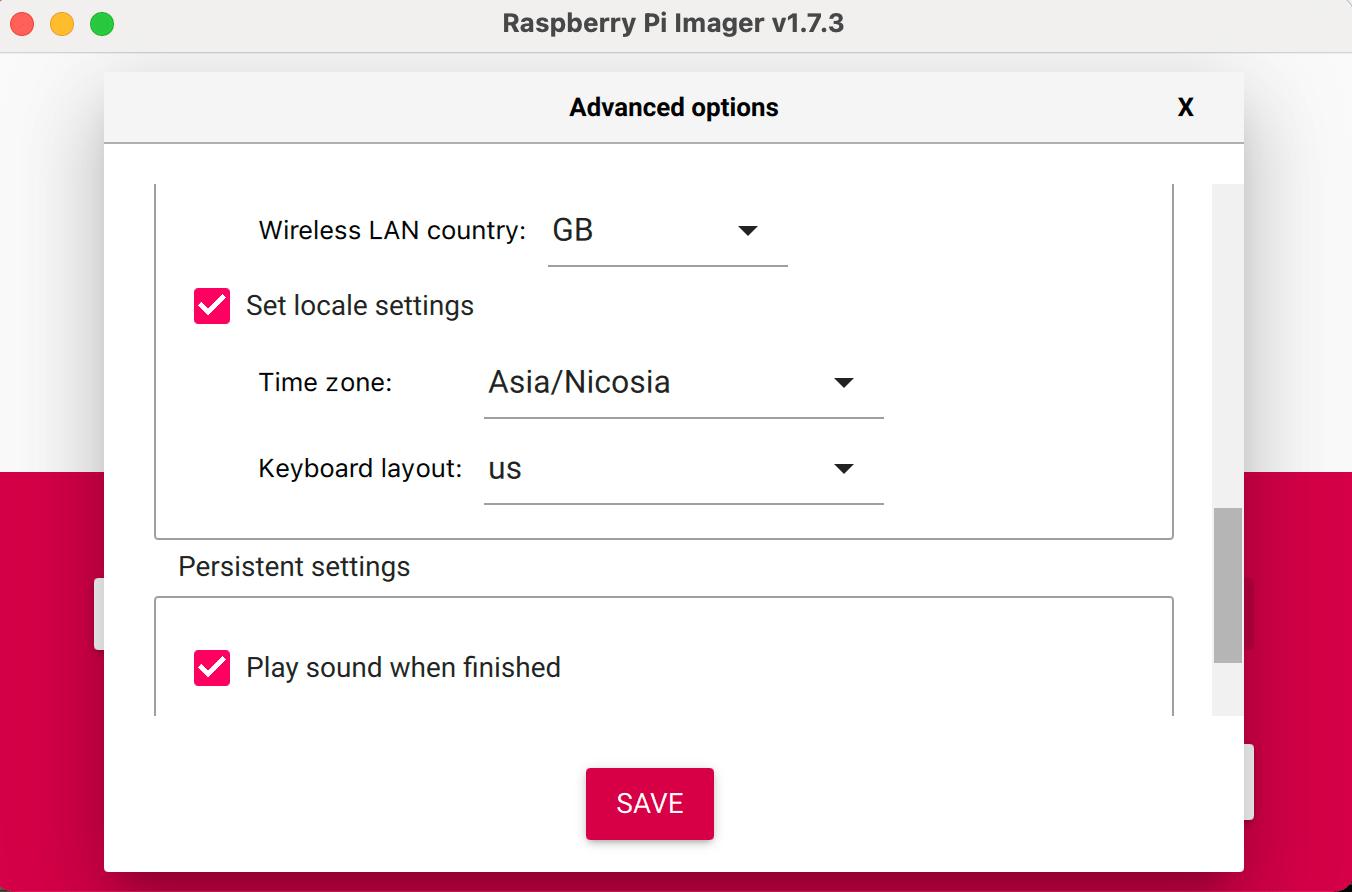 Raspberry Pi Imager v1.7.3
Advanced options X
Wireless LAN country: GB
Set locale settings
Time zone: Asia/Nicosia
Keyboard layout: us
Persistent settings
Play sound when finished
SAVE